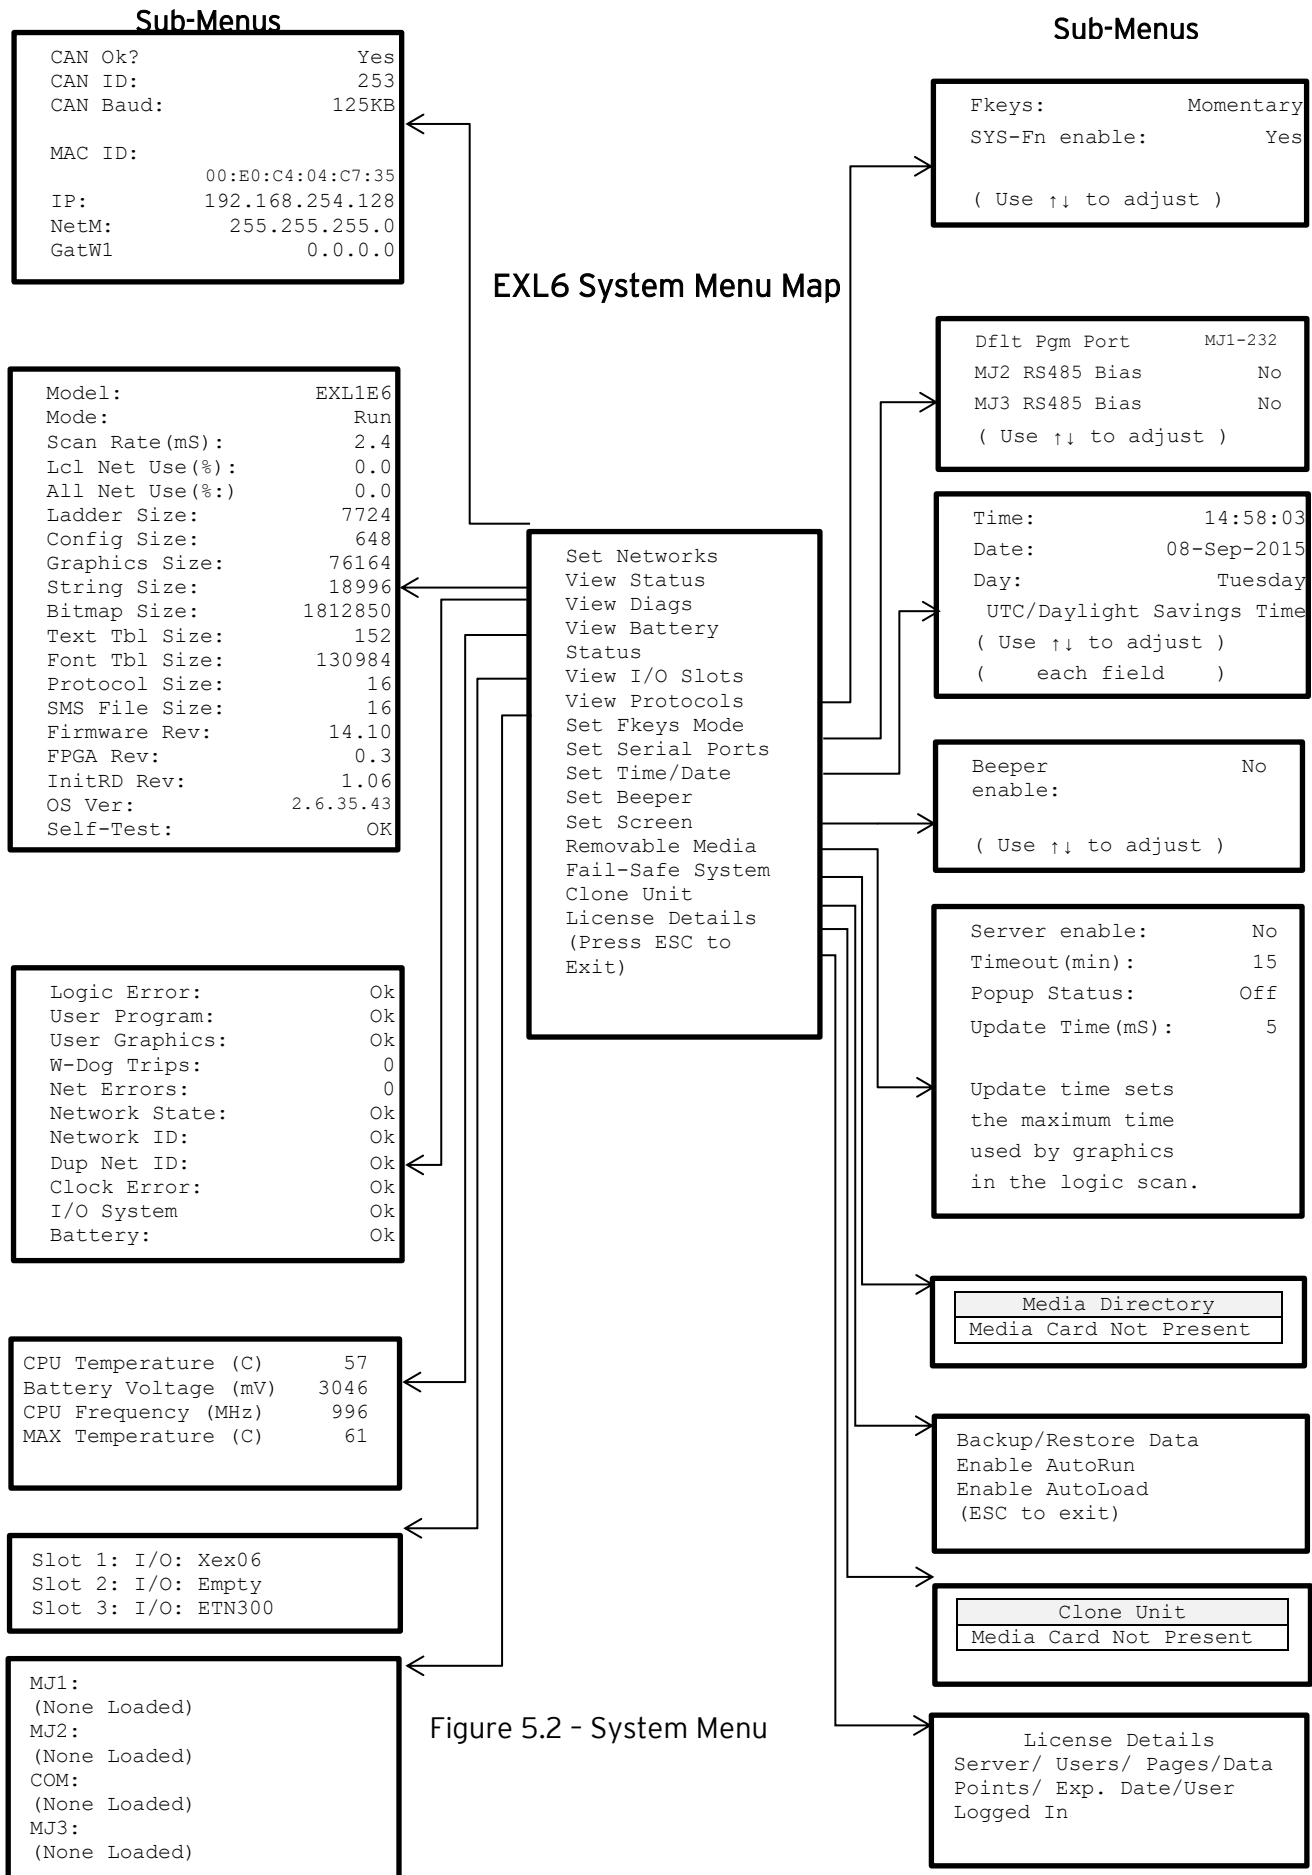 Sub-Menus
CAN Ok? Yes
CAN ID: 253
CAN Baud: 125KB
MAC ID:
00:E0:C4:04:C7:35
IP: 192.168.254.128
NetM: 255.255.255.0
GatW1 0.0.0.0
Model: EXL1E6
Mode: Run
Scan Rate(mS): 2.4
Lcl Net Use(%): 0.0
All Net Use(%:) 0.0
Ladder Size: 7724
Config Size: 648
Graphics Size: 76164
String Size: 18996
Bitmap Size: 1812850
Text Tbl Size: 152
Font Tbl Size: 130984
Protocol Size: 16
SMS File Size: 16
Firmware Rev: 14.10
FPGA Rev: 0.3
InitRD Rev: 1.06
OS Ver: 2.6.35.43
Self-Test: OK
Logic Error: Ok
User Program: Ok
User Graphics: Ok
W-Dog Trips: 0
Net Errors: 0
Network State: Ok
Network ID: Ok
Dup Net ID: Ok
Clock Error: Ok
I/O System Ok
Battery: Ok
CPU Temperature (C) 57
Battery Voltage (mV) 3046
CPU Frequency (MHz) 996
MAX Temperature (C) 61
Slot 1: I/O: Xex06
Slot 2: I/O: Empty
Slot 3: I/O: ETN300
MJ1:
(None Loaded)
MJ2:
(None Loaded)
COM:
(None Loaded)
MJ3:
(None Loaded)
EXL6 System Menu Map
Set Networks
View Status
View Diags
View Battery
Status
View I/O Slots
View Protocols
Set Fkeys Mode
Set Serial Ports
Set Time/Date
Set Beeper
Set Screen
Removable Media
Fail-Safe System
Clone Unit
License Details
(Press ESC to
Exit)
Figure 5.2 – System Menu
Sub-Menus
Fkeys: Momentary
SYS-Fn enable: Yes
( Use ↑↓ to adjust )
Dflt Pgm Port MJ1-232
MJ2 RS485 Bias No
MJ3 RS485 Bias No
( Use ↑↓ to adjust )
Time: 14:58:03
Date: 08-Sep-2015
Day: Tuesday
UTC/Daylight Savings Time
( Use ↑↓ to adjust )
( each field )
Beeper No
enable:
( Use ↑↓ to adjust )
Server enable: No
Timeout(min): 15
Popup Status: Off
Update Time(mS): 5
Update time sets
the maximum time
used by graphics
in the logic scan.
Media Directory
Media Card Not Present
Backup/Restore Data
Enable AutoRun
Enable AutoLoad
(ESC to exit)
Clone Unit
Media Card Not Present
License Details
Server/ Users/ Pages/Data
Points/ Exp. Date/User
Logged In